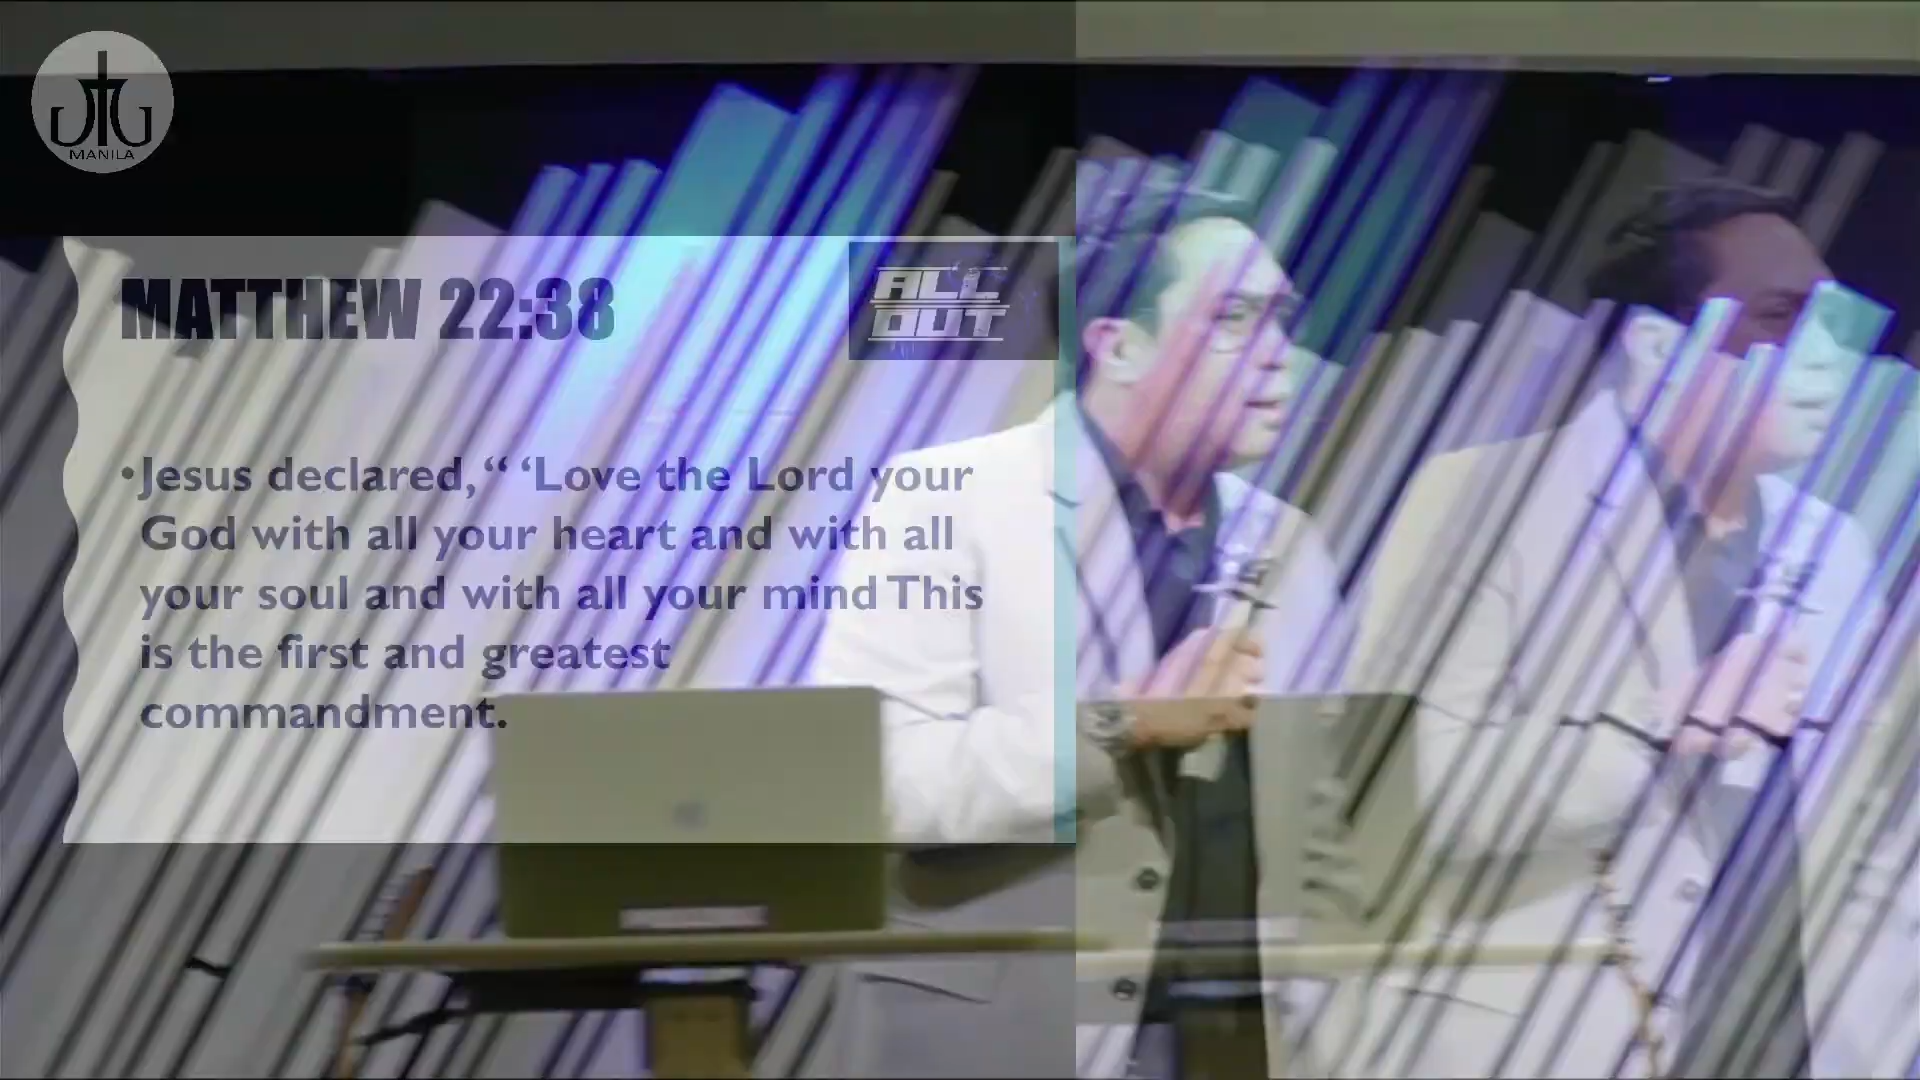 JTG
MANILA
MATTHEW 22:38
ALL
OUT
•Jesus declared, “ ‘Love the Lord your
God with all your heart and with all
your soul and with all your mind This
is the first and greatest
commandment.